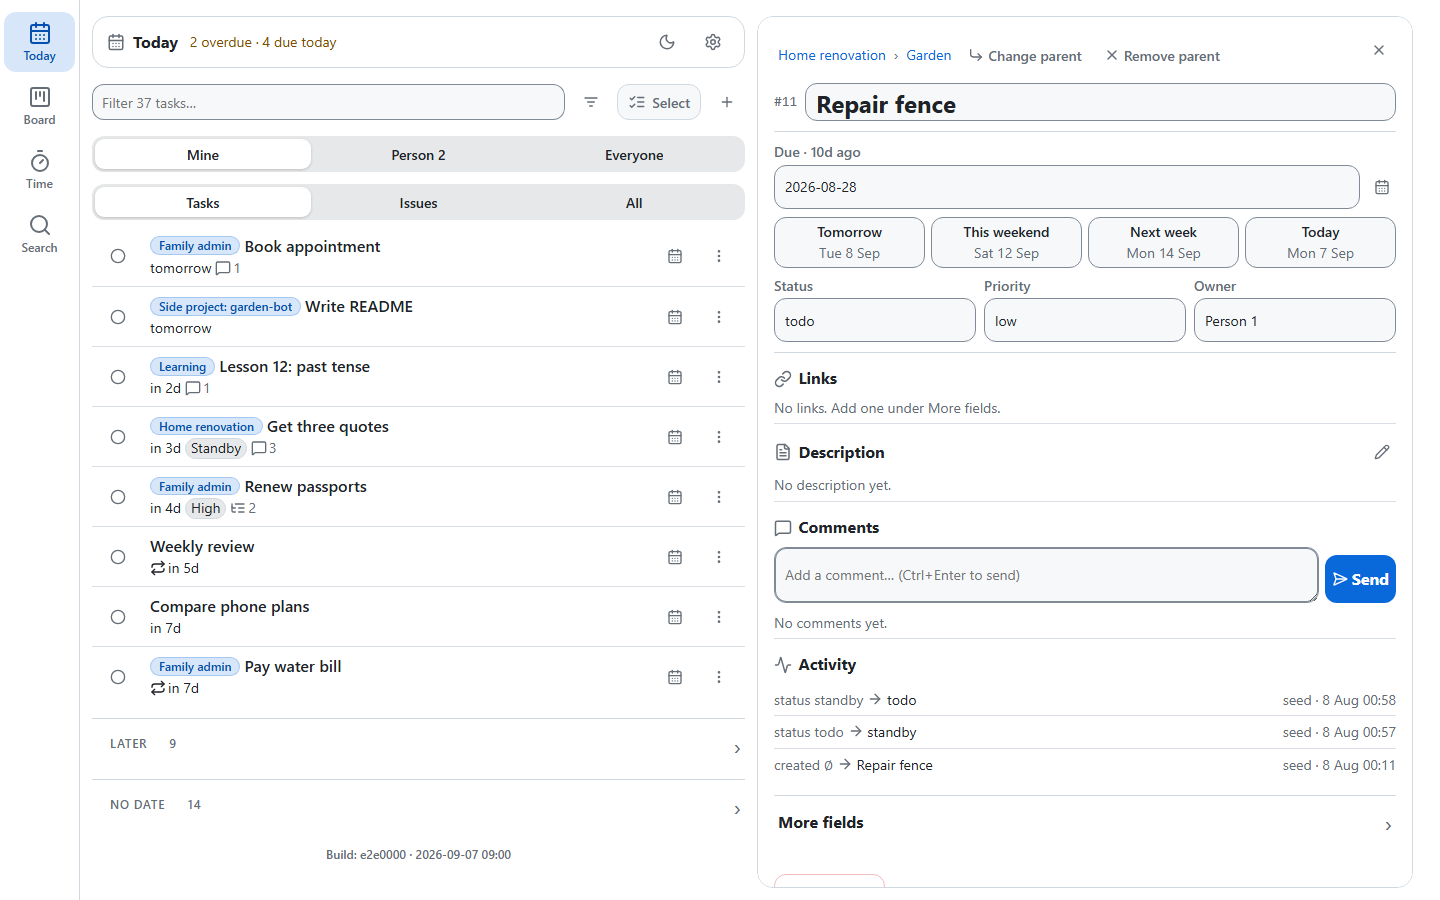 Today
Board
Time
Search
Today 2 overdue · 4 due today
Filter 37 tasks...
Select
Mine Person 2 Everyone
Tasks Issues All
Family admin Book appointment
tomorrow 1
Side project: garden-bot Write README
tomorrow
Learning Lesson 12: past tense
in 2d 1
Home renovation Get three quotes
in 3d Standby 3
Family admin Renew passports
in 4d High 2
Weekly review
in 5d
Compare phone plans
in 7d
Family admin Pay water bill
in 7d
LATER 9
NO DATE 14
Build: e2e0000 · 2026-09-07 09:00
Home renovation › Garden Change parent Remove parent
#11 Repair fence
Due · 10d ago
2026-08-28
Tomorrow
Tue 8 Sep
This weekend
Sat 12 Sep
Next week
Mon 14 Sep
Today
Mon 7 Sep
Status Priority Owner
todo low Person 1
Links
No links. Add one under More fields.
Description
No description yet.
Comments
Add a comment... (Ctrl+Enter to send)
Send
No comments yet.
Activity
status standby → todo seed · 8 Aug 00:58
status todo → standby seed · 8 Aug 00:57
created ∅ → Repair fence seed · 8 Aug 00:11
More fields